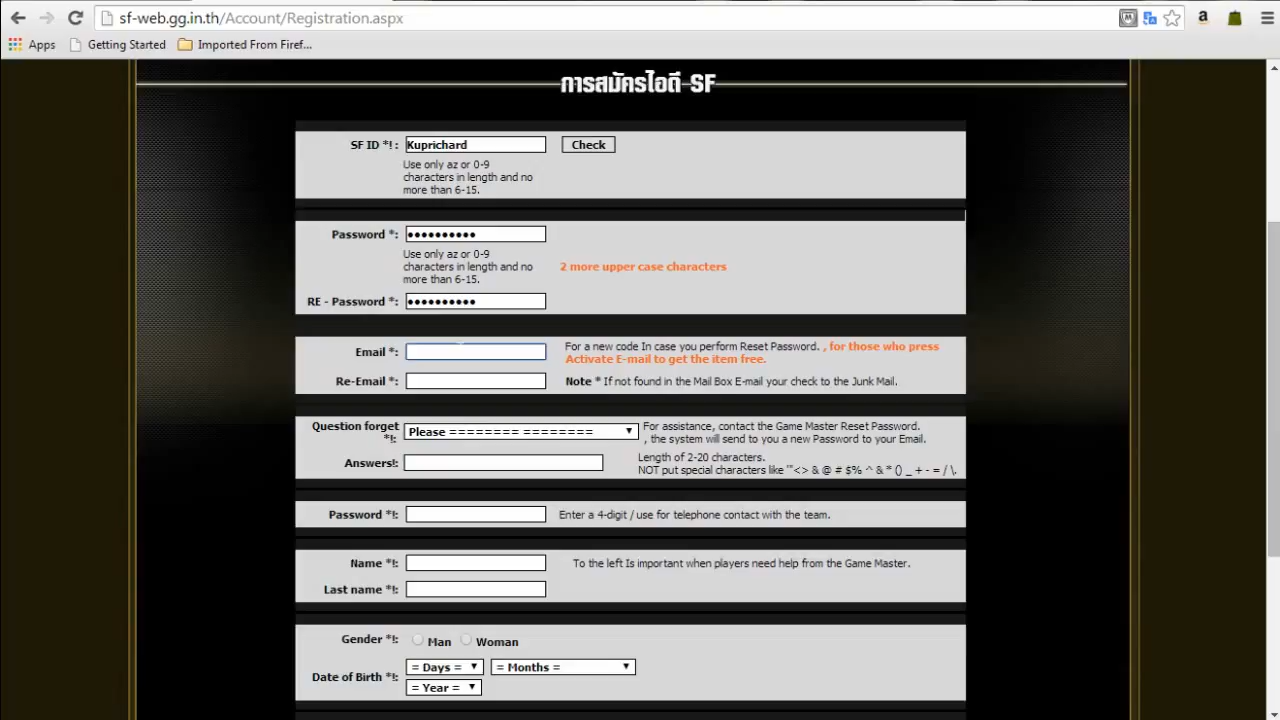 sf-web.gg.in.th/Account/Registration.aspx
Apps Getting Started Imported From Firef...
การสมัครไอดี SF
SF ID *!: Kuprichard Check
Use only az or 0-9
characters in length and no
more than 6-15.
Password *: ●●●●●●●●●●
Use only az or 0-9
characters in length and no
more than 6-15.
2 more upper case characters
RE - Password *: ●●●●●●●●●●
Email *: For a new code In case you perform Reset Password. , for those who press
Activate E-mail to get the item free.
Re-Email *: Note * If not found in the Mail Box E-mail your check to the Junk Mail.
Question forget
*!:
Please ======== ========
For assistance, contact the Game Master Reset Password.
, the system will send to you a new Password to your Email.
Answers!: Length of 2-20 characters.
NOT put special characters like '"<> & @ # $% ^ & * () _ + - = / \,
Password *!: Enter a 4-digit / use for telephone contact with the team.
Name *!: To the left Is important when players need help from the Game Master.
Last name *!:
Gender *!: Man Woman
Date of Birth *!: = Days = = Months =
= Year =